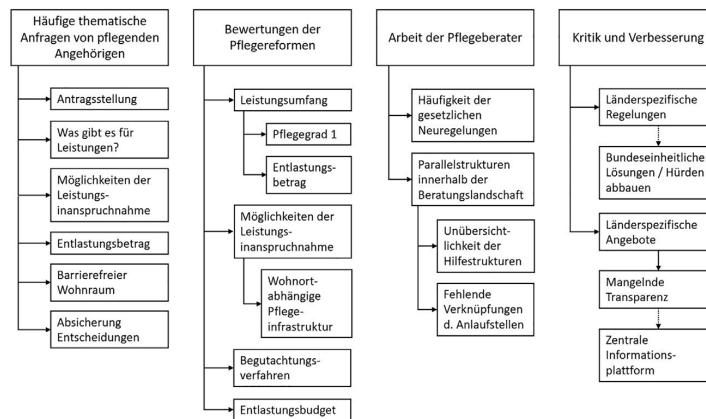 Häufige thematische
Anfragen von pflegenden
Angehörigen
Antragsstellung
Was gibt es für
Leistungen?
Möglichkeiten der
Leistungs-
inanspruchnahme
Entlastungsbetrag
Barrierefreier
Wohnraum
Absicherung
Entscheidungen
Bewertungen der
Pflegereformen
Leistungsumfang
Pflegegrad 1
Entlastungs-
betrag
Möglichkeiten der
Leistungs-
inanspruchnahme
Wohnort-
abhängige
Pflege-
infrastruktur
Begutachtungs-
verfahren
Entlastungsbudget
Arbeit der Pflegeberater
Häufigkeit der
gesetzlichen
Neuregelungen
Parallelstrukturen
innerhalb der
Beratungslandschaft
Unübersicht-
lichkeit der
Hilfestrukturen
Fehlende
Verknüpfungen
d. Anlaufstellen
Kritik und Verbesserung
Länderspezifische
Regelungen
Bundeseinheitliche
Lösungen / Hürden
abbauen
Länderspezifische
Angebote
Mangelnde
Transparenz
Zentrale
Informations-
plattform